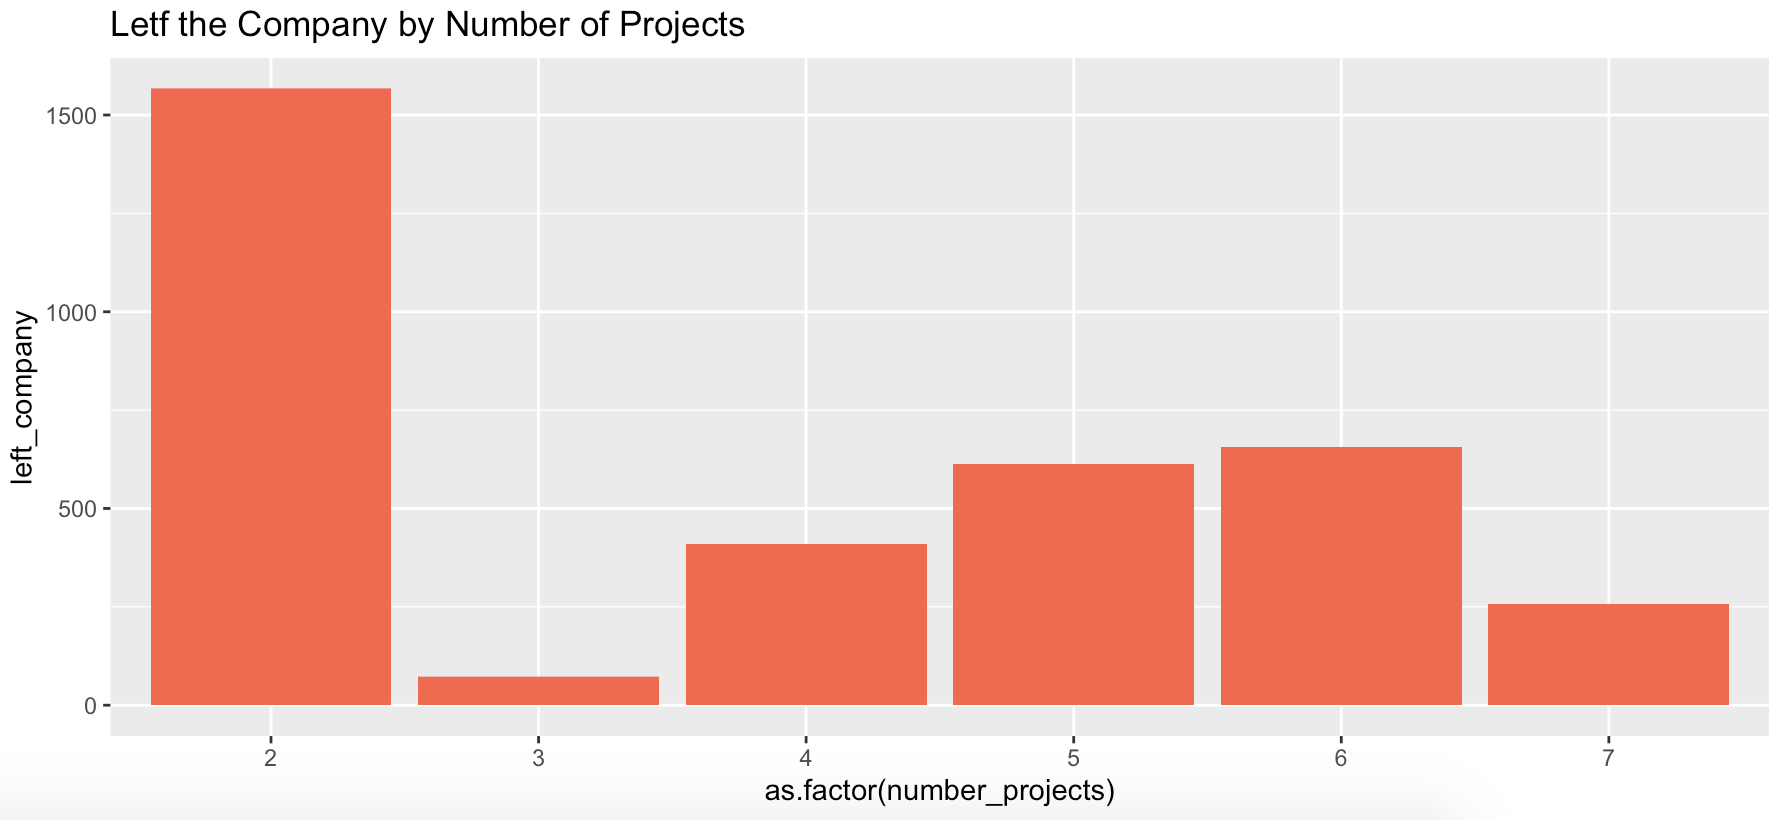 Letf the Company by Number of Projects
1500
1000
500
0
left_company
2 3 4 5 6 7
as.factor(number_projects)